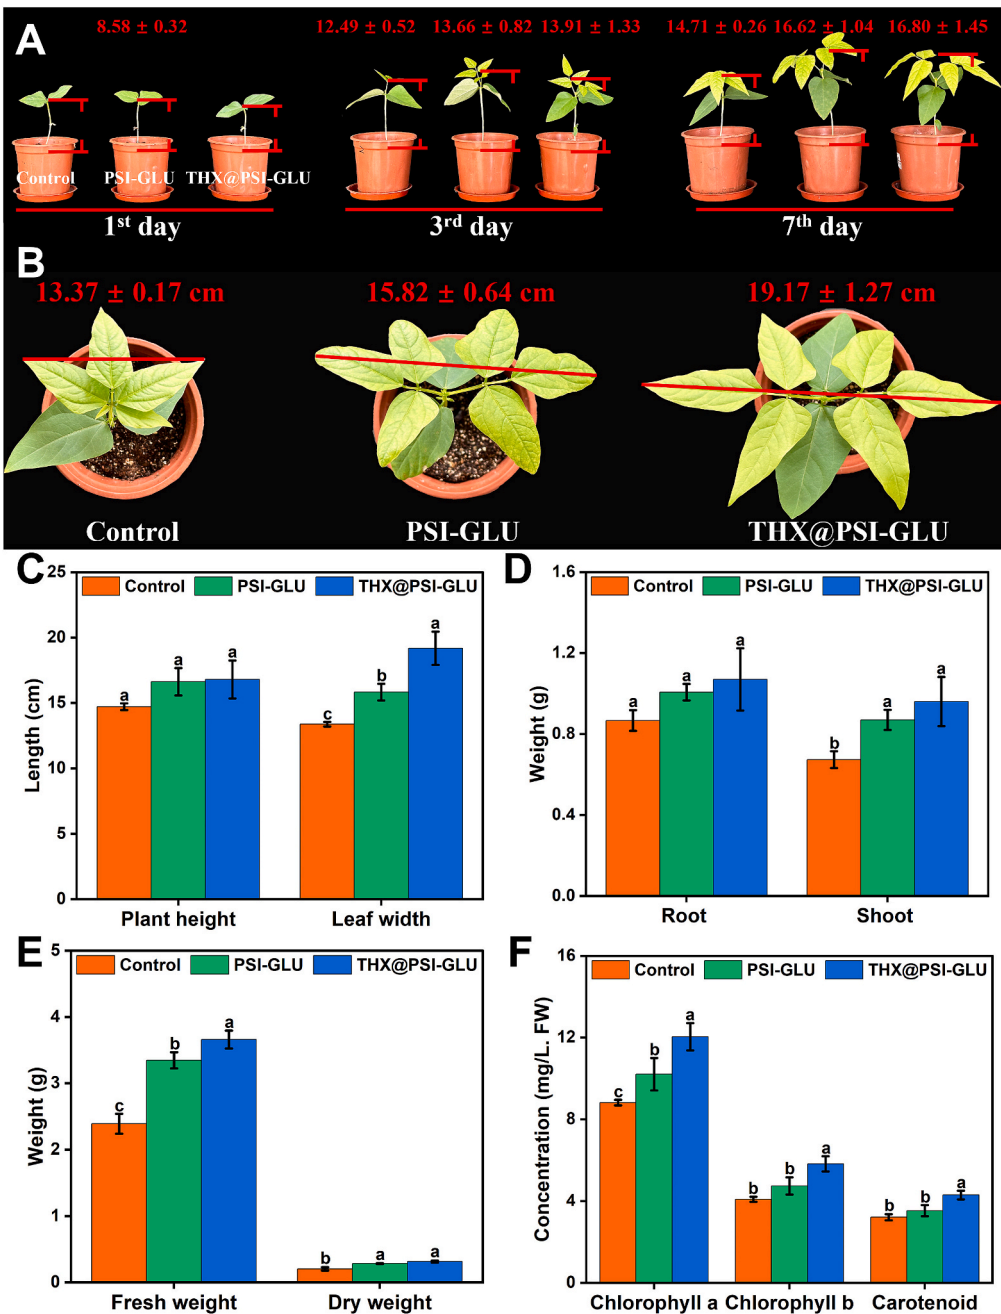 A
8.58 ± 0.32
12.49 ± 0.52 13.66 ± 0.82 13.91 ± 1.33
14.71 ± 0.26 16.62 ± 1.04 16.80 ± 1.45
Control PSI-GLU THX@PSI-GLU
1st day
3rd day
7th day
B
13.37 ± 0.17 cm
15.82 ± 0.64 cm
19.17 ± 1.27 cm
Control
PSI-GLU
THX@PSI-GLU
C
Control PSI-GLU THX@PSI-GLU
Length (cm)
25
20
15
10
5
0
a a a
c b a
Plant height Leaf width
D
Control PSI-GLU THX@PSI-GLU
Weight (g)
1.6
1.2
0.8
0.4
0.0
a a a
b a a
Root Shoot
E
Control PSI-GLU THX@PSI-GLU
Weight (g)
5
4
3
2
1
0
c b a
b a a
Fresh weight Dry weight
F
Control PSI-GLU THX@PSI-GLU
Concentration (mg/L. FW)
16
12
8
4
0
c b a
b b a
b b a
Chlorophyll a Chlorophyll b Carotenoid